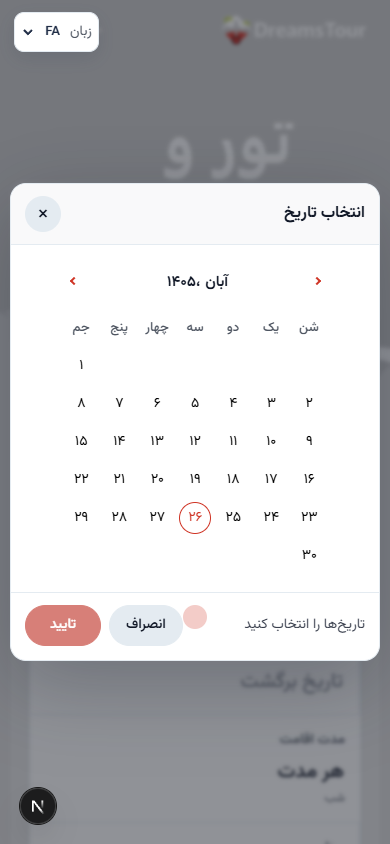 زبان FA
DreamsTour
تور و
انتخاب تاریخ
×
آبان ،۱۴۰۵
شن یک دو سه چهار پنج جم
۱
۲ ۳ ۴ ۵ ۶ ۷ ۸
۹ ۱۰ ۱۱ ۱۲ ۱۳ ۱۴ ۱۵
۱۶ ۱۷ ۱۸ ۱۹ ۲۰ ۲۱ ۲۲
۲۳ ۲۴ ۲۵ ۲۶ ۲۷ ۲۸ ۲۹
۳۰
تاریخ‌ها را انتخاب کنید
انصراف
تایید
تاریخ برگشت
مدت اقامت
هر مدت
شب
N